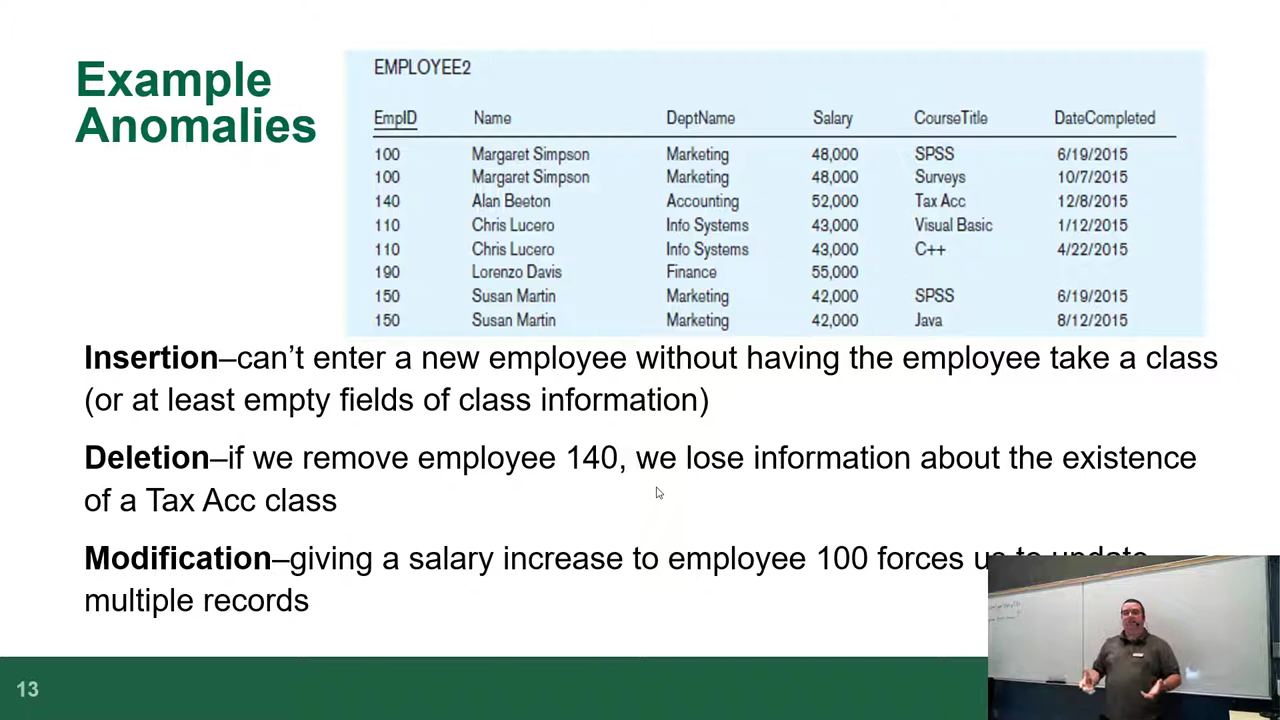 Example
Anomalies
EMPLOYEE2
EmpID Name DeptName Salary CourseTitle DateCompleted
100 Margaret Simpson Marketing 48,000 SPSS 6/19/2015
100 Margaret Simpson Marketing 48,000 Surveys 10/7/2015
140 Alan Beeton Accounting 52,000 Tax Acc 12/8/2015
110 Chris Lucero Info Systems 43,000 Visual Basic 1/12/2015
110 Chris Lucero Info Systems 43,000 C++ 4/22/2015
190 Lorenzo Davis Finance 55,000
150 Susan Martin Marketing 42,000 SPSS 6/19/2015
150 Susan Martin Marketing 42,000 Java 8/12/2015
Insertion–can’t enter a new employee without having the employee take a class
(or at least empty fields of class information)
Deletion–if we remove employee 140, we lose information about the existence
of a Tax Acc class
Modification–giving a salary increase to employee 100 forces us to update
multiple records
13